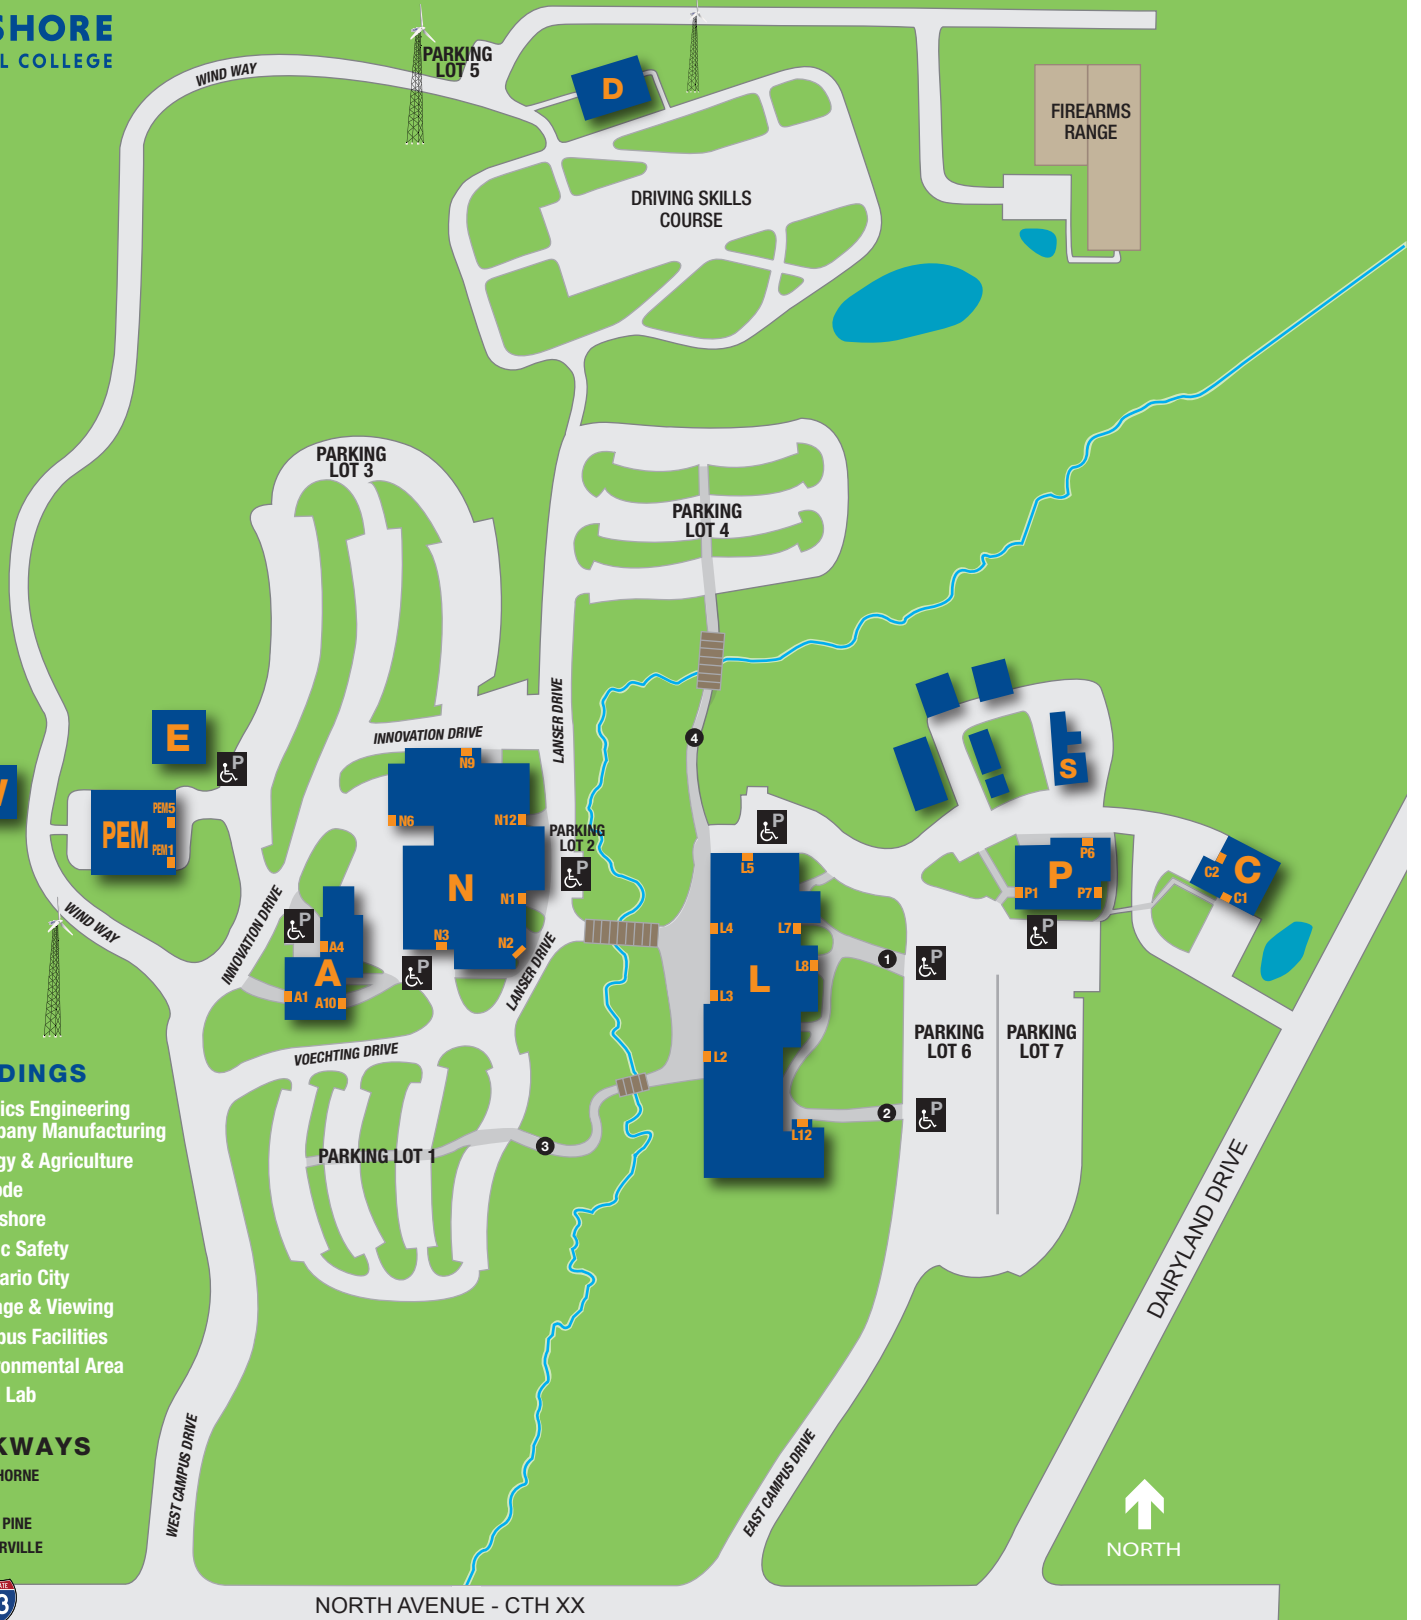 SHORE
L COLLEGE
WIND WAY
PARKING
LOT 5
D
FIREARMS
RANGE
DRIVING SKILLS
COURSE
PARKING
LOT 3
PARKING
LOT 4
LANSER DRIVE
INNOVATION DRIVE
E
P
PEM
PEM5
PEM1
N
N9
N6
N12
N1
N3
N2
PARKING
LOT 2
P
4
P
L5
L4
L7
L8
L
L3
L2
L12
S
P
P6
P1
P7
P
C
C2
C1
WIND WAY
INNOVATION DRIVE
P
A4
A
A1
A10
P
LANSER DRIVE
1
P
PARKING
LOT 6
PARKING
LOT 7
VOECHTING DRIVE
2
P
PARKING LOT 1
3
DINGS
ics Engineering
pany Manufacturing
gy & Agriculture
ode
shore
c Safety
ario City
age & Viewing
pus Facilities
onmental Area
Lab
KWAYS
HORNE
PINE
RVILLE
3
WEST CAMPUS DRIVE
EAST CAMPUS DRIVE
DAIRYLAND DRIVE
NORTH
NORTH AVENUE - CTH XX